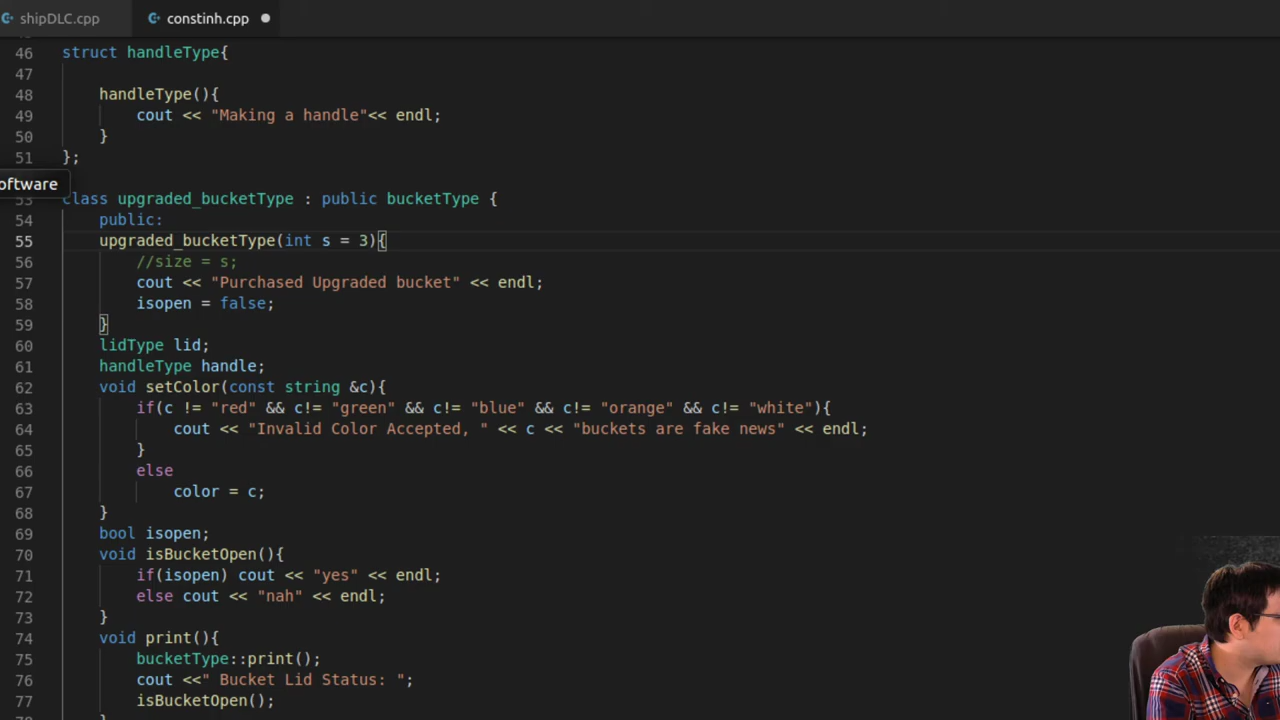 shipDLC.cpp constinh.cpp
46 struct handleType{
47
48 handleType(){
49 cout << "Making a handle"<< endl;
50 }
51 };
oftware
53 class upgraded_bucketType : public bucketType {
54 public:
55 upgraded_bucketType(int s = 3){
56 //size = s;
57 cout << "Purchased Upgraded bucket" << endl;
58 isopen = false;
59 }
60 lidType lid;
61 handleType handle;
62 void setColor(const string &c){
63 if(c != "red" && c!= "green" && c!= "blue" && c!= "orange" && c!= "white"){
64 cout << "Invalid Color Accepted, " << c << "buckets are fake news" << endl;
65 }
66 else
67 color = c;
68 }
69 bool isopen;
70 void isBucketOpen(){
71 if(isopen) cout << "yes" << endl;
72 else cout << "nah" << endl;
73 }
74 void print(){
75 bucketType::print();
76 cout <<" Bucket Lid Status: ";
77 isBucketOpen();